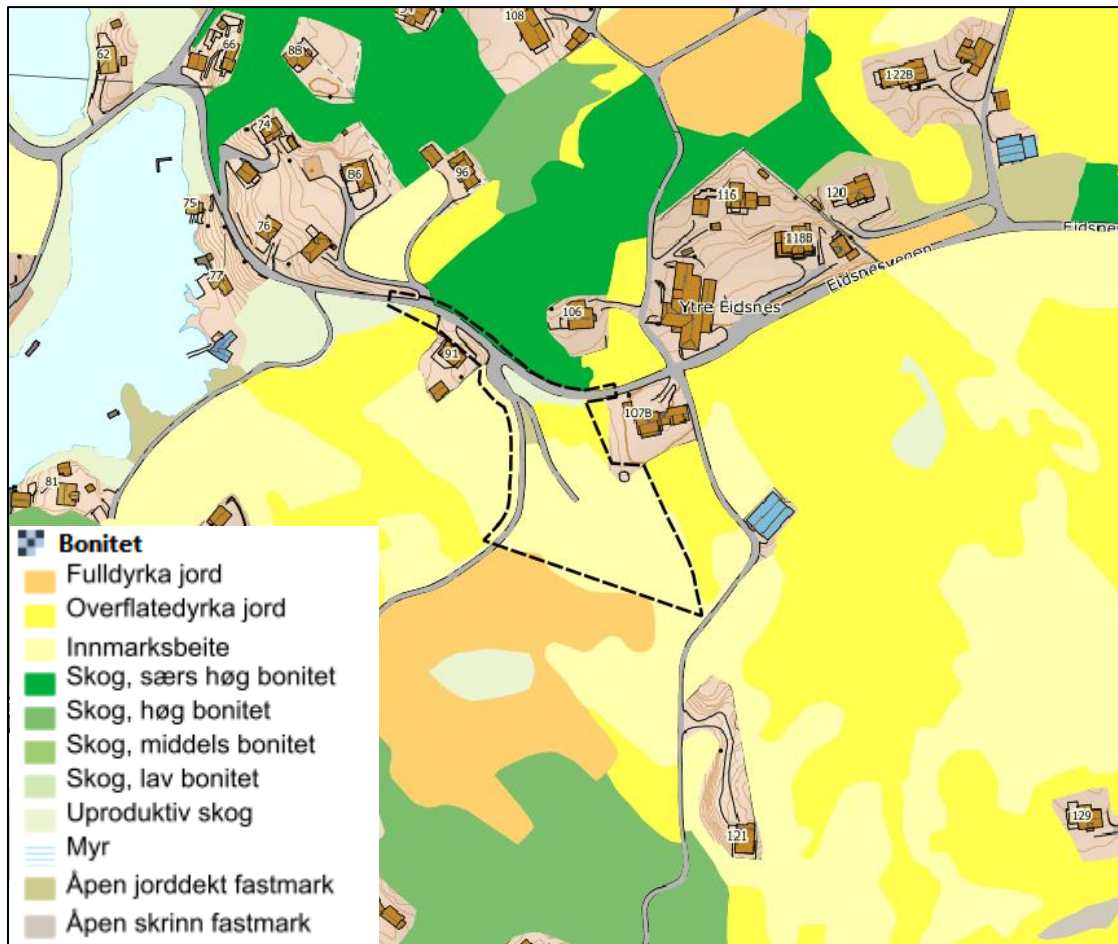 108
62
66
88
122B
74
86
96
75
116
120
76
118B
Eidsnes
77
Eidsnesvegen
Ytre Eidsnes
106
91
107B
81
Bonitet
Fulldyrka jord
Overflatedyrka jord
Innmarksbeite
Skog, særs høg bonitet
Skog, høg bonitet
Skog, middels bonitet
Skog, lav bonitet
Uproduktiv skog
Myr
Åpen jorddekt fastmark
Åpen skrinn fastmark
121
129